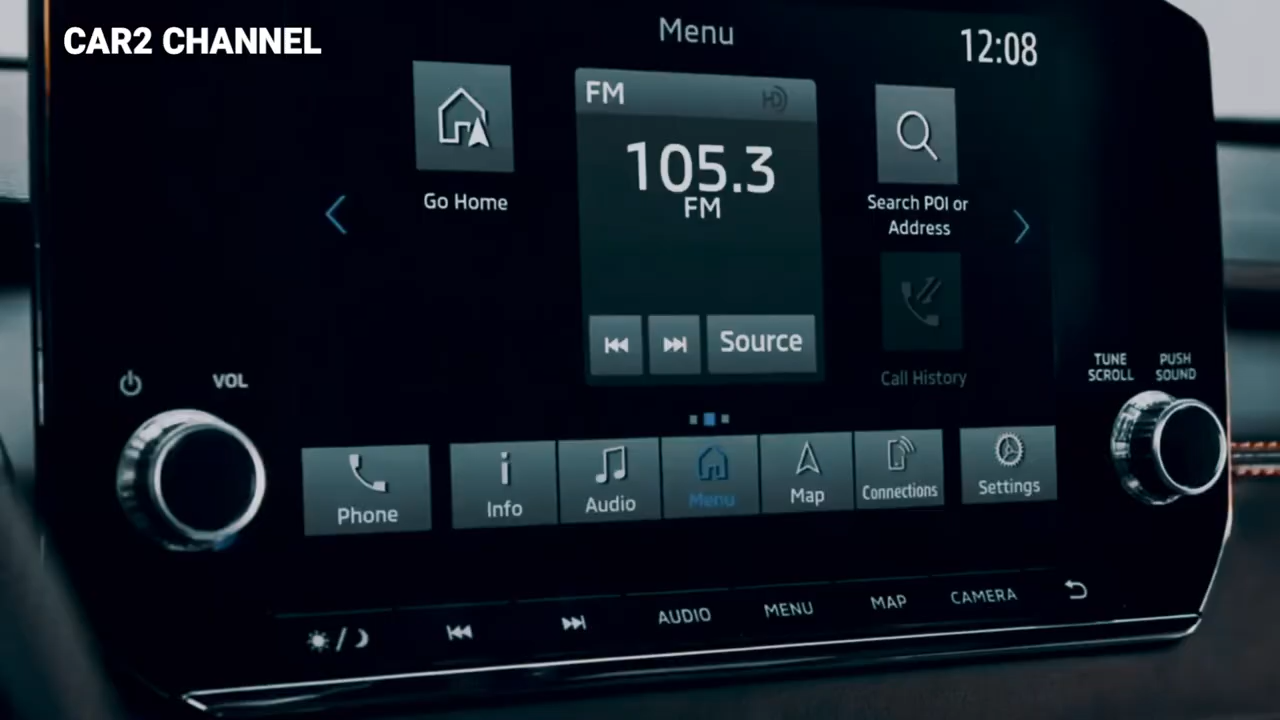 CAR2 CHANNEL
Menu
12:08
FM HD
105.3
FM
Go Home
Search POI or
Address
Source
Call History
VOL
TUNE
SCROLL
PUSH
SOUND
Phone
Info
Audio
Menu
Map
Connections
Settings
AUDIO
MENU
MAP
CAMERA